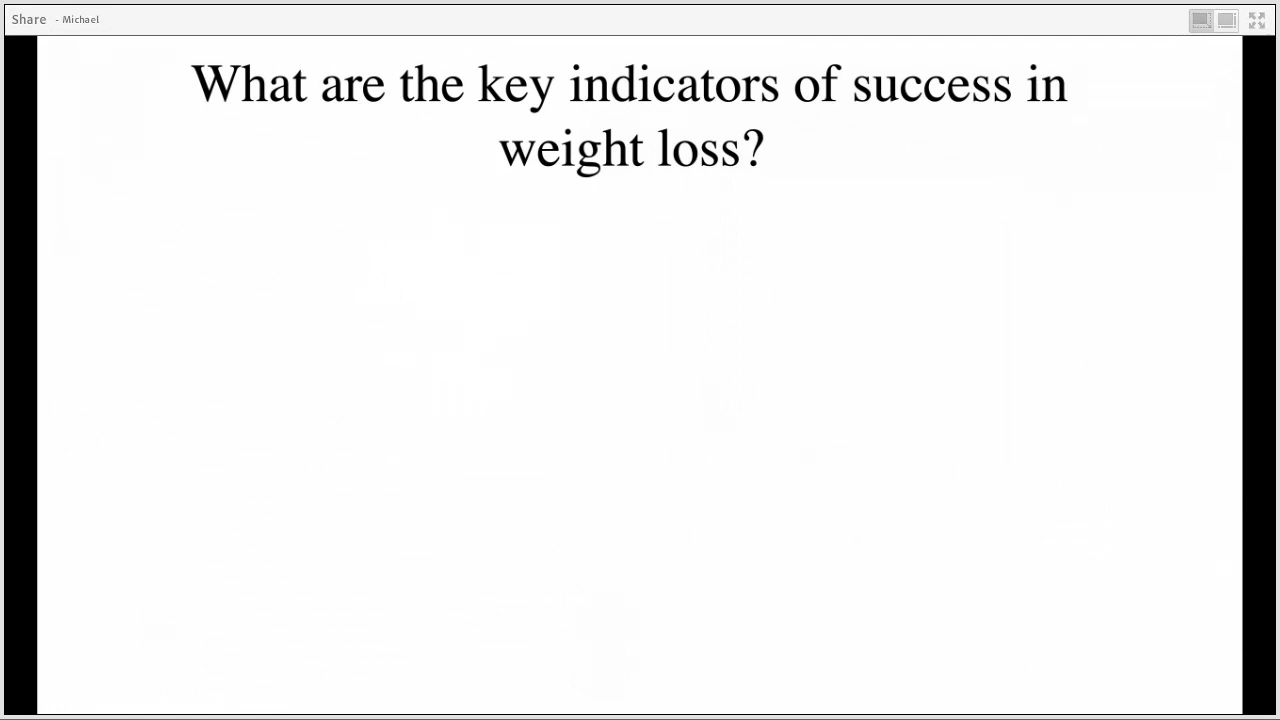 Share - Michael
What are the key indicators of success in
weight loss?